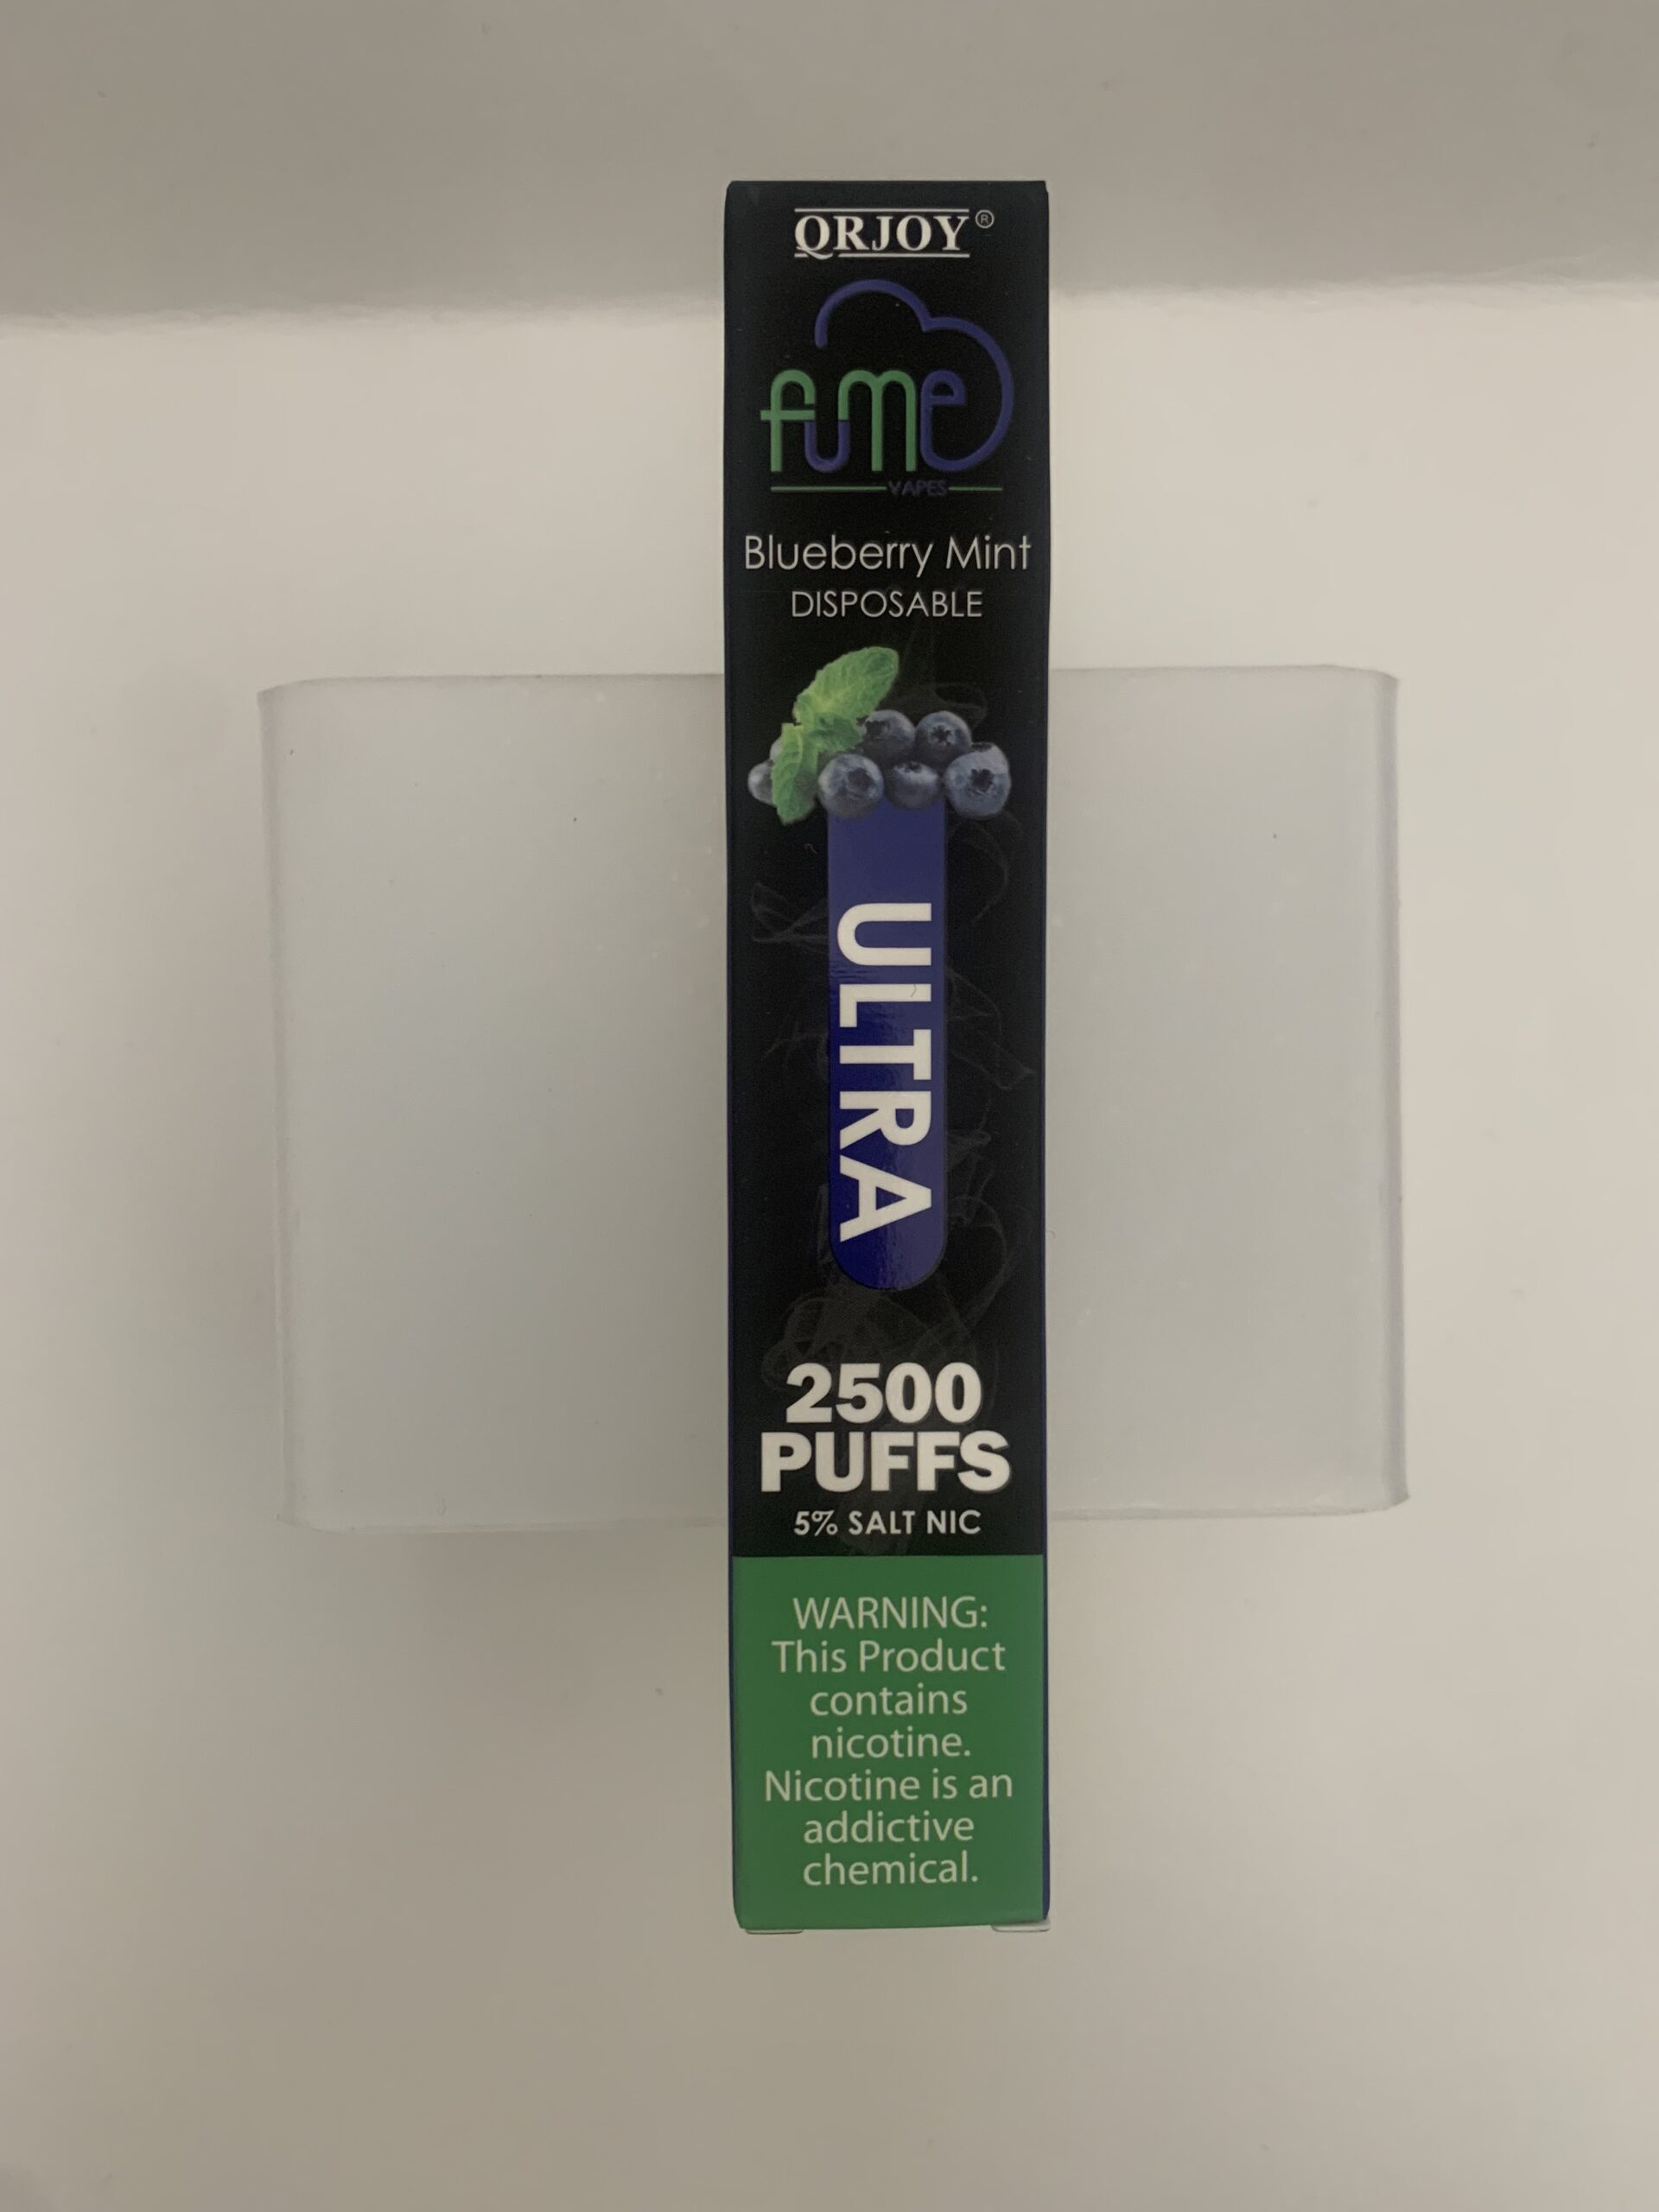 QRJOY®
fume
VAPES
Blueberry Mint
DISPOSABLE
ULTRA
2500
PUFFS
5% SALT NIC
WARNING:
This Product
contains
nicotine.
Nicotine is an
addictive
chemical.